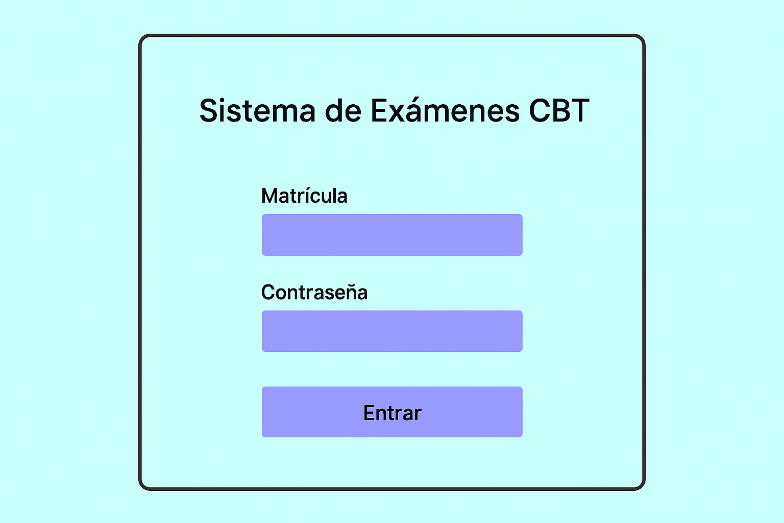 Sistema de Exámenes CBT
Matrícula
Contraseña
Entrar